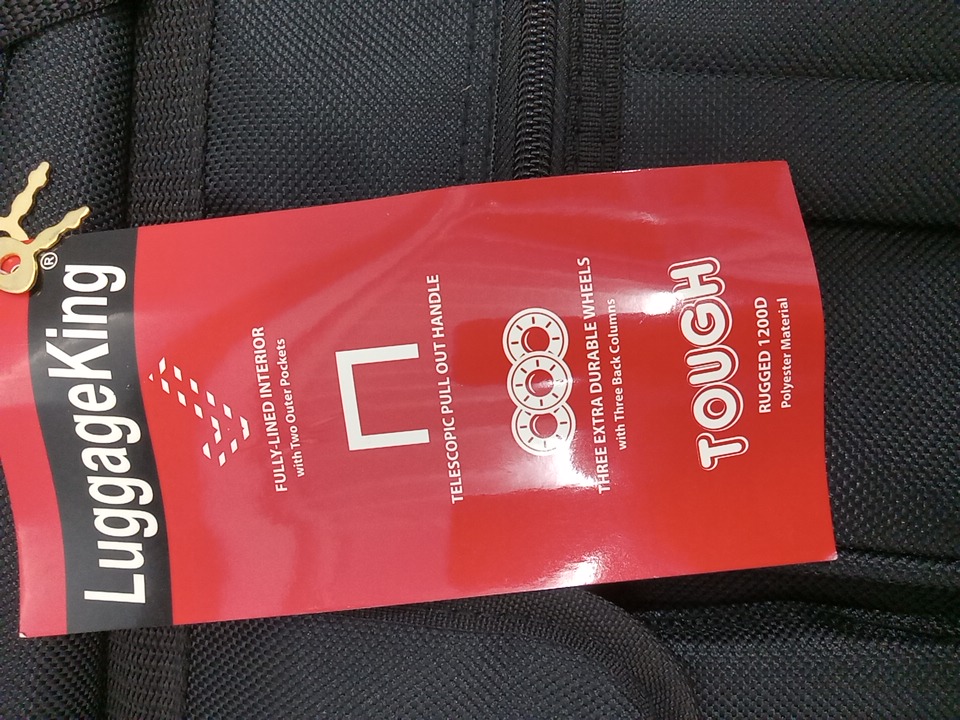 LuggageKing®
FULLY-LINED INTERIOR
with Two Outer Pockets
TELESCOPIC PULL OUT HANDLE
THREE EXTRA DURABLE WHEELS
with Three Back Columns
TOUGH
RUGGED 1200D
Polyester Material